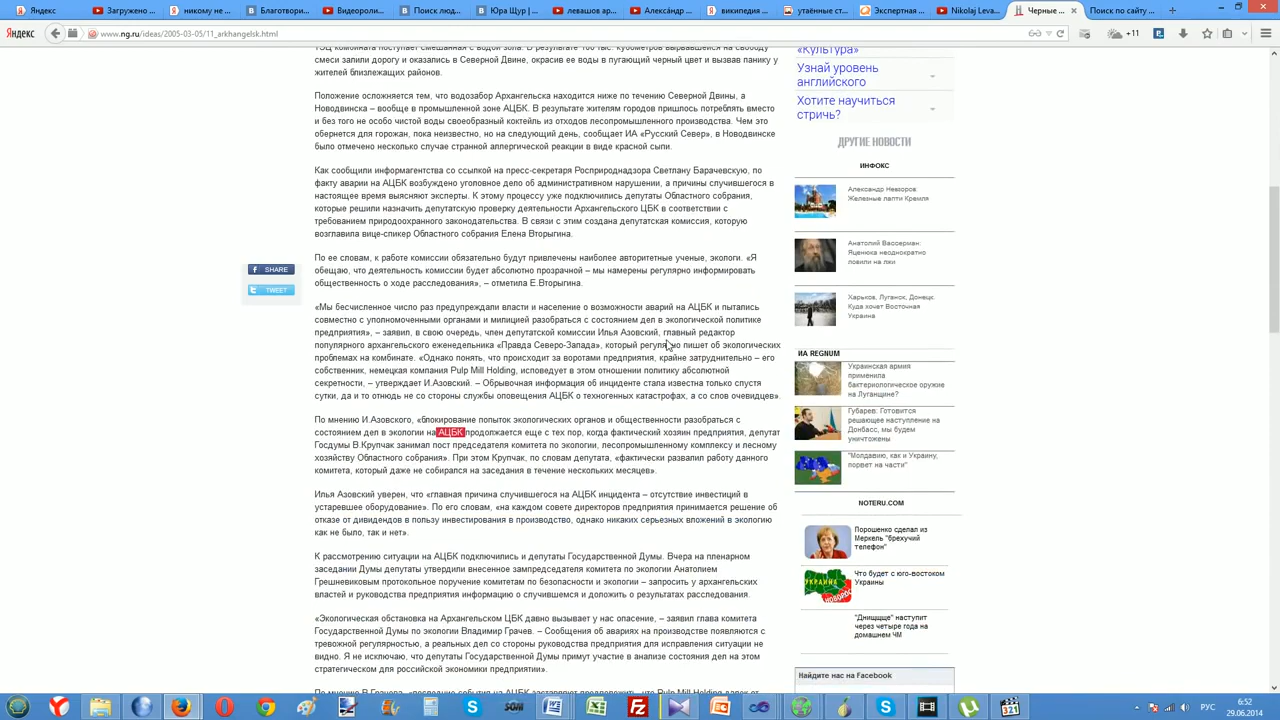 Яндекс
Загружено в...
никому не ...
Благотвори...
Видеороли...
Поиск люд...
Юра Щур | ...
левашов ар...
Алексáндр ...
утаённые ст...
Экстремиз...
Nikolaj Leva...
Черные ...
Поиск по сайту ...
Яндекс
www.ng.ru/ideas/2005-03-05/11_arkhangelsk.html
+11
ТЭЦ комбината поступает смешанная с водой зола. В результате 100 тыс. кубометров вырвавшейся на свободу
смеси залили дорогу и оказались в Северной Двине, окрасив ее воды в пугающий черный цвет и вызвав панику у
жителей близлежащих районов.
Положение осложняется тем, что водозабор Архангельска находится ниже по течению Северной Двины, а
Новодвинска – вообще в промышленной зоне АЦБК. В результате жителям городов пришлось потреблять вместо
и без того не особо чистой воды своеобразный коктейль из отходов лесопромышленного производства. Чем это
обернется для горожан, пока неизвестно, но на следующий день, сообщает ИА «Русский Север», в Новодвинске
было отмечено несколько случае странной аллергической реакции в виде красной сыпи.
Как сообщили информагентства со ссылкой на пресс-секретаря Росприроднадзора Светлану Барачевскую, по
факту аварии на АЦБК возбуждено уголовное дело об административном нарушении, а причины случившегося в
настоящее время выясняют эксперты. К этому процессу уже подключились депутаты Областного собрания,
которые решили назначить депутатскую проверку деятельности Архангельского ЦБК в соответствии с
требованием природоохранного законодательства. В связи с этим создана депутатская комиссия, которую
возглавила вице-спикер Областного собрания Елена Вторыгина.
По ее словам, к работе комиссии обязательно будут привлечены наиболее авторитетные ученые, экологи. «Я
обещаю, что деятельность комиссии будет абсолютно прозрачной – мы намерены регулярно информировать
общественность о ходе расследования», – отметила Е.Вторыгина.
«Мы бесчисленное число раз предупреждали власти и население о возможности аварий на АЦБК и пытались
совместно с уполномоченными органами и милицией разобраться с состоянием дел в экологической политике
предприятия», – заявил, в свою очередь, член депутатской комиссии Илья Азовский, главный редактор
популярного архангельского еженедельника «Правда Северо-Запада», который регулярно пишет об экологических
проблемах на комбинате. «Однако понять, что происходит за воротами предприятия, крайне затруднительно – его
собственник, немецкая компания Pulp Mill Holding, исповедует в этом отношении политику абсолютной
секретности, – утверждает И.Азовский. – Обрывочная информация об инциденте стала известна только спустя
сутки, да и то отнюдь не со стороны службы оповещения АЦБК о техногенных катастрофах, а со слов очевидцев».
По мнению И.Азовского, «блокирование попыток экологических органов и общественности разобраться с
состоянием дел в экологии на АЦБК продолжается еще с тех пор, когда фактический хозяин предприятия, депутат
Госдумы В.Крупчак занимал пост председателя комитета по экологии, лесопромышленному комплексу и лесному
хозяйству Областного собрания». При этом Крупчак, по словам депутата, «фактически развалил работу данного
комитета, который даже не собирался на заседания в течение нескольких месяцев».
Илья Азовский уверен, что «главная причина случившегося на АЦБК инцидента – отсутствие инвестиций в
устаревшее оборудование». По его словам, «на каждом совете директоров предприятия принимается решение об
отказе от дивидендов в пользу инвестирования в производство, однако никаких серьезных вложений в экологию
как не было, так и нет».
К рассмотрению ситуации на АЦБК подключились и депутаты Государственной Думы. Вчера на пленарном
заседании Думы депутаты утвердили внесенное зампредседателя комитета по экологии Анатолием
Грешневиковым протокольное поручение комитетам по безопасности и экологии – запросить у архангельских
властей и руководства предприятия информацию о случившемся и доложить о результатах расследования.
«Экологическая обстановка на Архангельском ЦБК давно вызывает у нас опасение, – заявил глава комитета
Государственной Думы по экологии Владимир Грачев. – Сообщения об авариях на производстве появляются с
тревожной регулярностью, а реальных дел со стороны руководства предприятия для исправления ситуации не
видно. Я не исключаю, что депутаты Государственной Думы примут участие в анализе состояния дел на этом
стратегическом для российской экономики предприятии».
По мнению В.Грачева, «последние события на АЦБК заставляют предположить, что Pulp Mill Holding далек от
SHARE
TWEET
«Культура»
Узнай уровень
английского
Хотите научиться
стричь?
ДРУГИЕ НОВОСТИ
ИНФОКС
Александр Невзоров:
Железные лапти Кремля
Анатолий Вассерман:
Яценюка неоднократно
ловили на лжи
Харьков, Луганск, Донецк.
Куда хочет Восточная
Украина
ИА REGNUM
Украинская армия
применила
бактериологическое оружие
на Луганщине?
Губарев: Готовится
решающее наступление на
Донбасс, мы будем
уничтожены
"Молдавию, как и Украину,
порвет на части"
NOTERU.COM
Порошенко сделал из
Меркель "брехучий
телефон"
УКРАИНА
НОВОРОС
Что будет с юго-востоком
Украины
"Днищщще" наступит
через четыре года на
домашнем ЧМ
Найдите нас на Facebook
РУС
6:52
29.06.2014